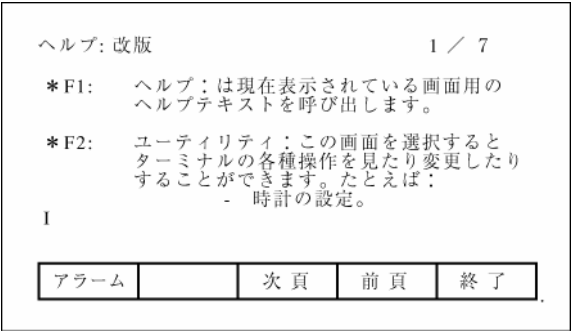 ヘルプ: 改版 1 / 7
*F1: ヘルプ：は現在表示されている画面用の
ヘルプテキストを呼び出します。
*F2: ユーティリティ：この画面を選択すると
ターミナルの各種操作を見たり変更したり
することができます。たとえば：
- 時計の設定。
I
アラーム 次 頁 前 頁 終 了
.